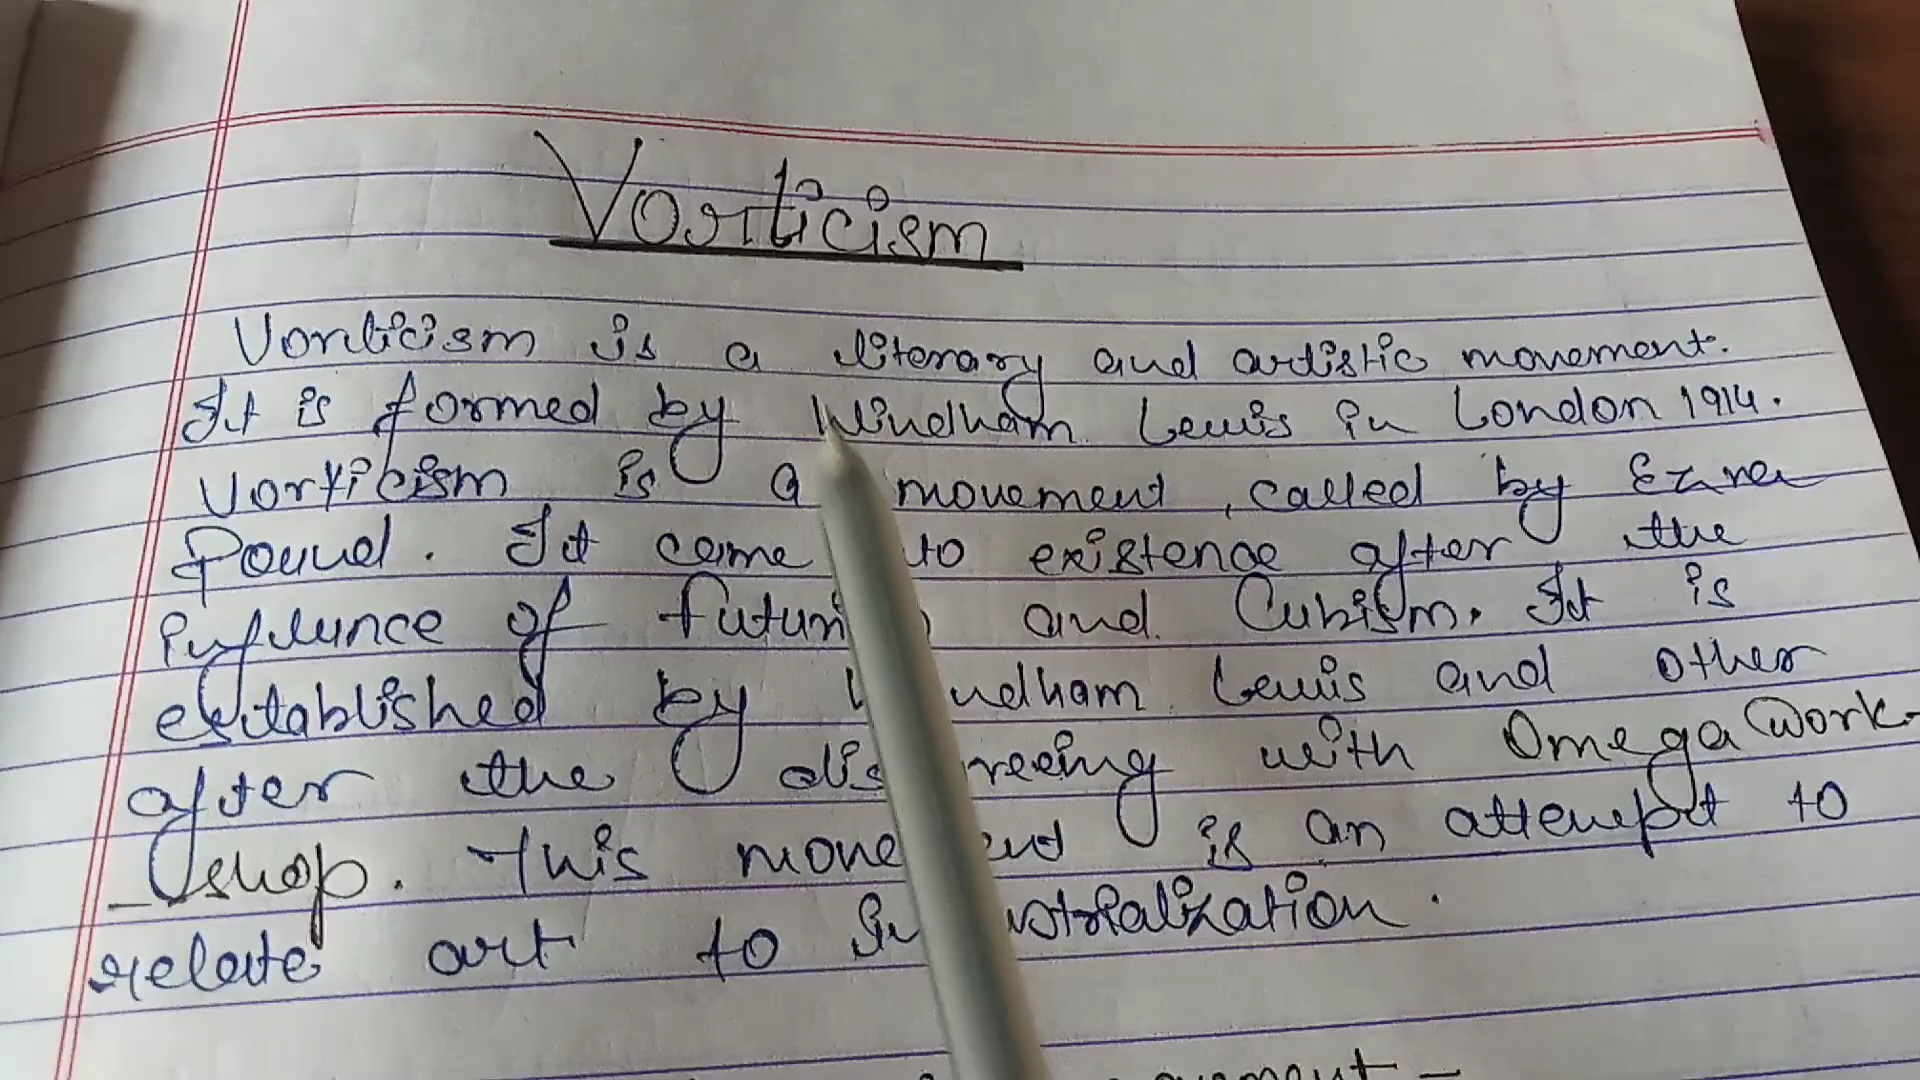 Vorticism
Vorticism is a literary and artistic movement.
It is formed by Windham Lewis in London 1914.
Vorticism is a movement, called by Ezra
Pound. It came to existence after the
influence of and Cubism. It is
established by Lewis and other
after the with Omega Work-
shop. This is an attempt to
relate art to